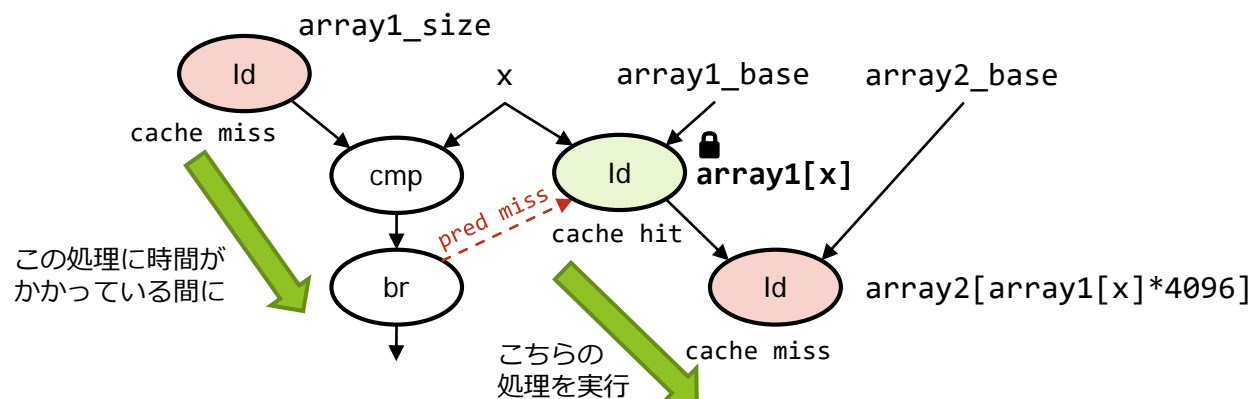 array1_size
ld
x
array1_base
array2_base
cache miss
cmp
ld
array1[x]
pred miss
cache hit
この処理に時間が
かかっている間に
br
ld
array2[array1[x]*4096]
こちらの
処理を実行
cache miss